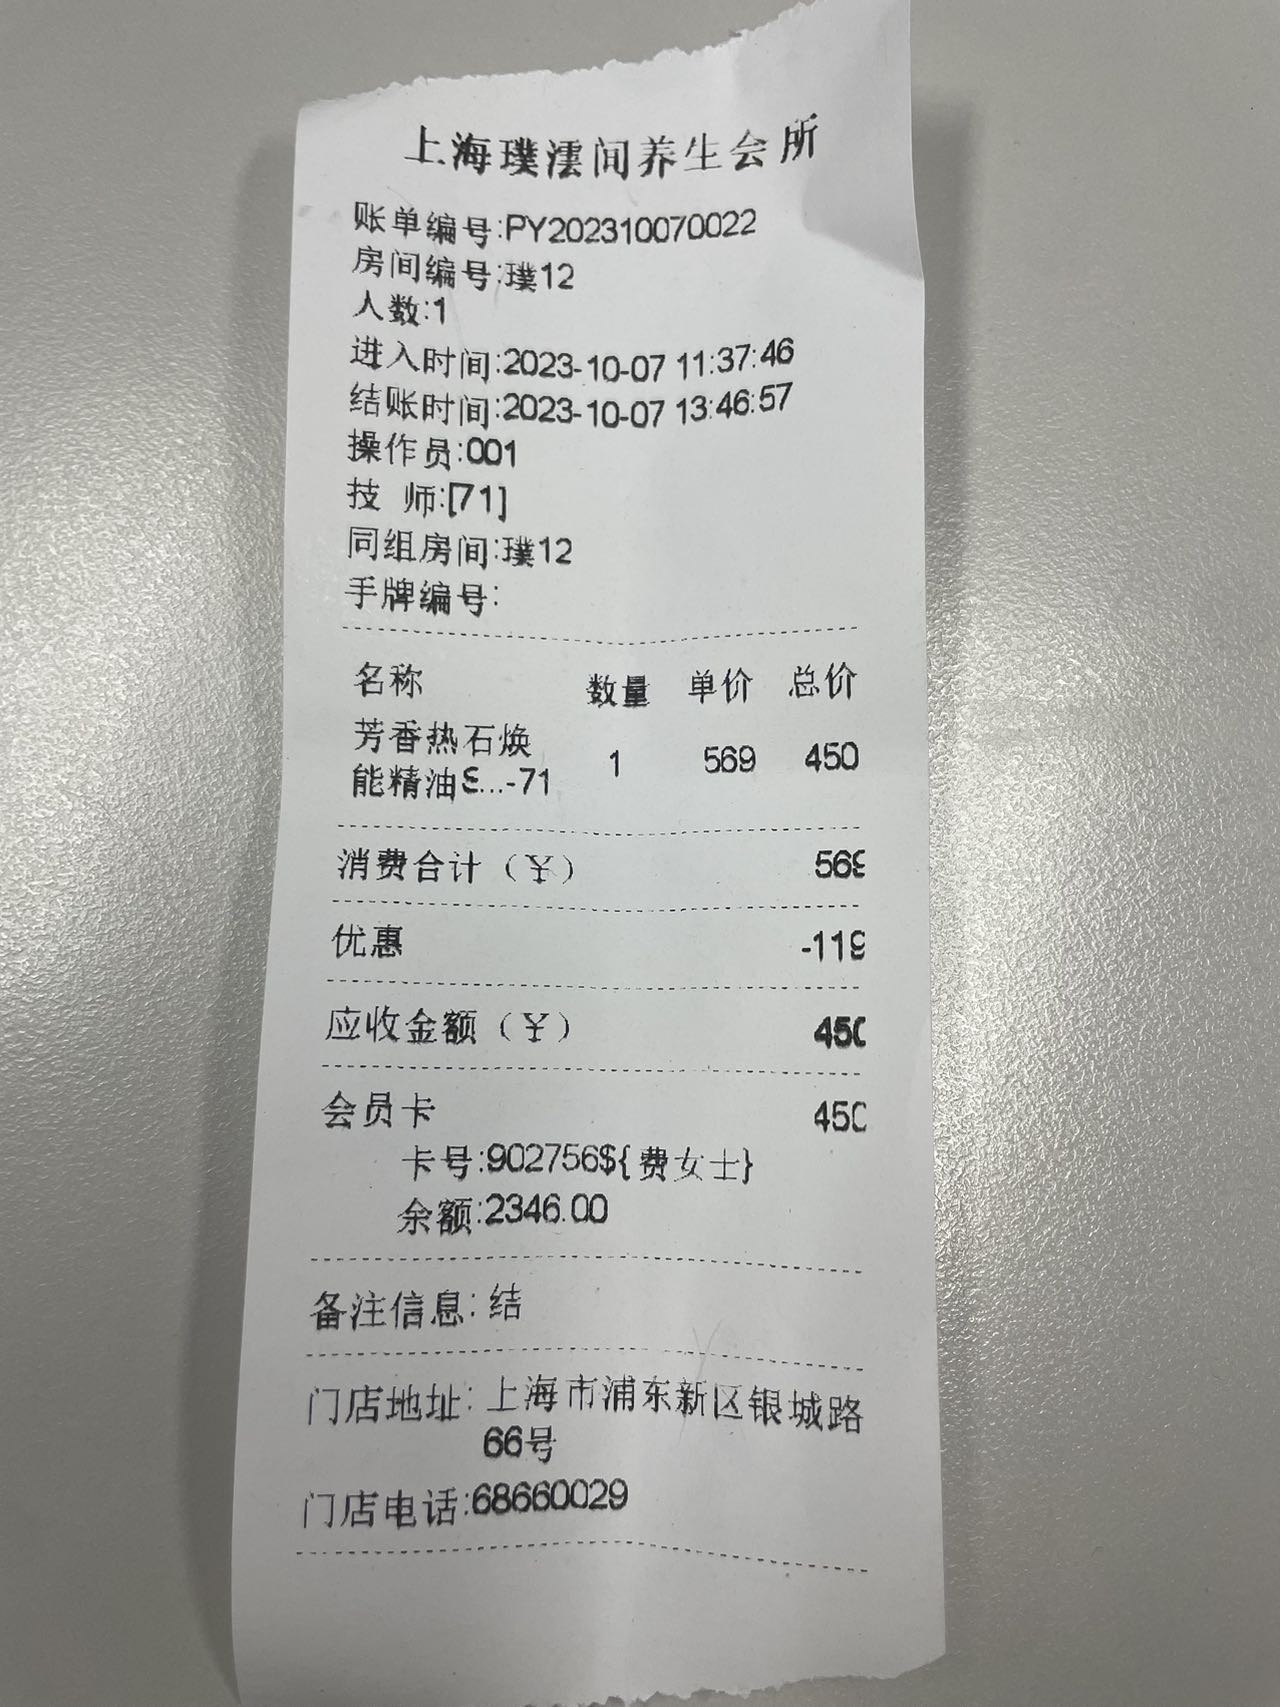 上海璞澐间养生会所
账单编号:PY202310070022
房间编号:璞12
人数:1
进入时间:2023-10-07 11:37:46
结账时间:2023-10-07 13:46:57
操作员:001
技 师:[71]
同组房间:璞12
手牌编号:
名称 数量 单价 总价
芳香热石焕
能精油S...-71 1 569 450
消费合计（¥） 569
优惠 -119
应收金额（¥） 450
会员卡 450
卡号:902756${费女士}
余额:2346.00
备注信息: 结
门店地址: 上海市浦东新区银城路
66号
门店电话:68660029